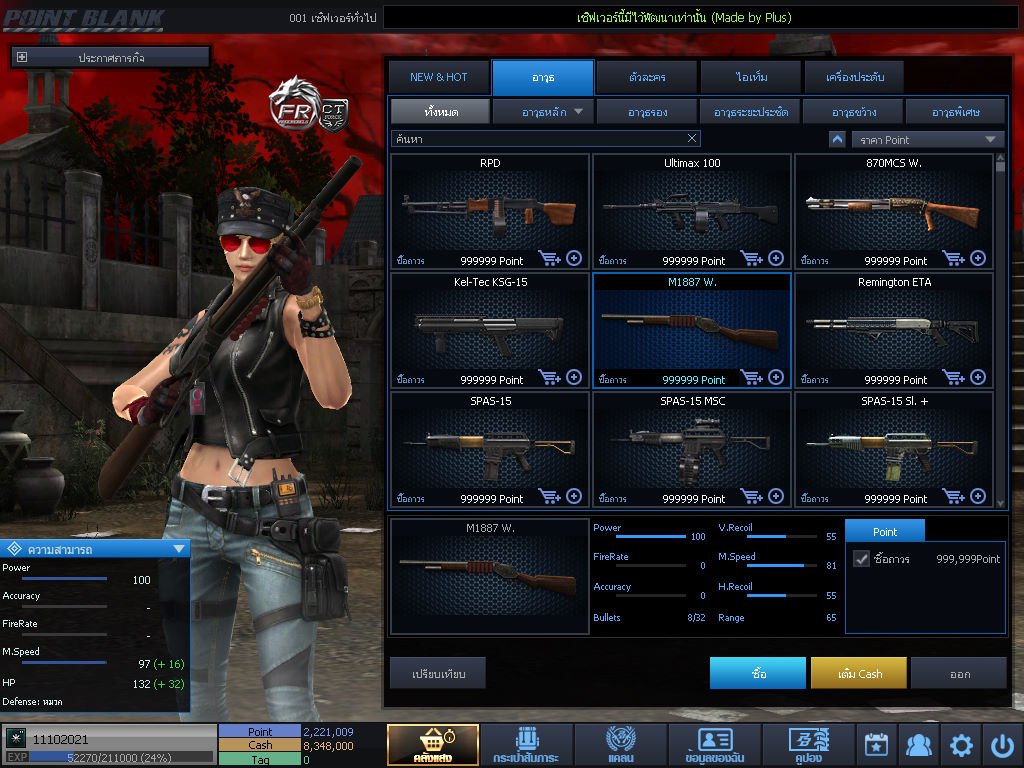 POINT BLANK
001 เซิฟเวอร์ทั่วไป
เซิฟเวอร์นี้มีไว้พัฒนาเท่านั้น (Made by Plus)
ประกาศภารกิจ
NEW & HOT
อาวุธ
ตัวละคร
ไอเท็ม
เครื่องประดับ
ทั้งหมด
อาวุธหลัก
อาวุธรอง
อาวุธระยะประชิด
อาวุธขว้าง
อาวุธพิเศษ
ค้นหา
ราคา Point
FR
CT
FORCE
RPD
Ultimax 100
870MCS W.
ซื้อถาวร 999999 Point
ซื้อถาวร 999999 Point
ซื้อถาวร 999999 Point
Kel-Tec KSG-15
M1887 W.
Remington ETA
ซื้อถาวร 999999 Point
ซื้อถาวร 999999 Point
ซื้อถาวร 999999 Point
SPAS-15
SPAS-15 MSC
SPAS-15 Sl. +
ซื้อถาวร 999999 Point
ซื้อถาวร 999999 Point
ซื้อถาวร 999999 Point
M1887 W.
Power 100
FireRate 0
Accuracy 0
Bullets 8/32
V.Recoil 55
M.Speed 81
H.Recoil 55
Range 65
Point
ซื้อถาวร 999,999Point
ความสามารถ
Power
100
Accuracy
-
FireRate
-
M.Speed
97 (+ 16)
HP
132 (+ 32)
Defense: หมวก
เปรียบเทียบ
ซื้อ
เติม Cash
ออก
11102021
EXP 52270/211000 (24%)
Point 2,221,009
Cash 8,348,000
Tag 0
คลังแสง
กระเป๋าสัมภาระ
แคลน
ข้อมูลของฉัน
คูปอง